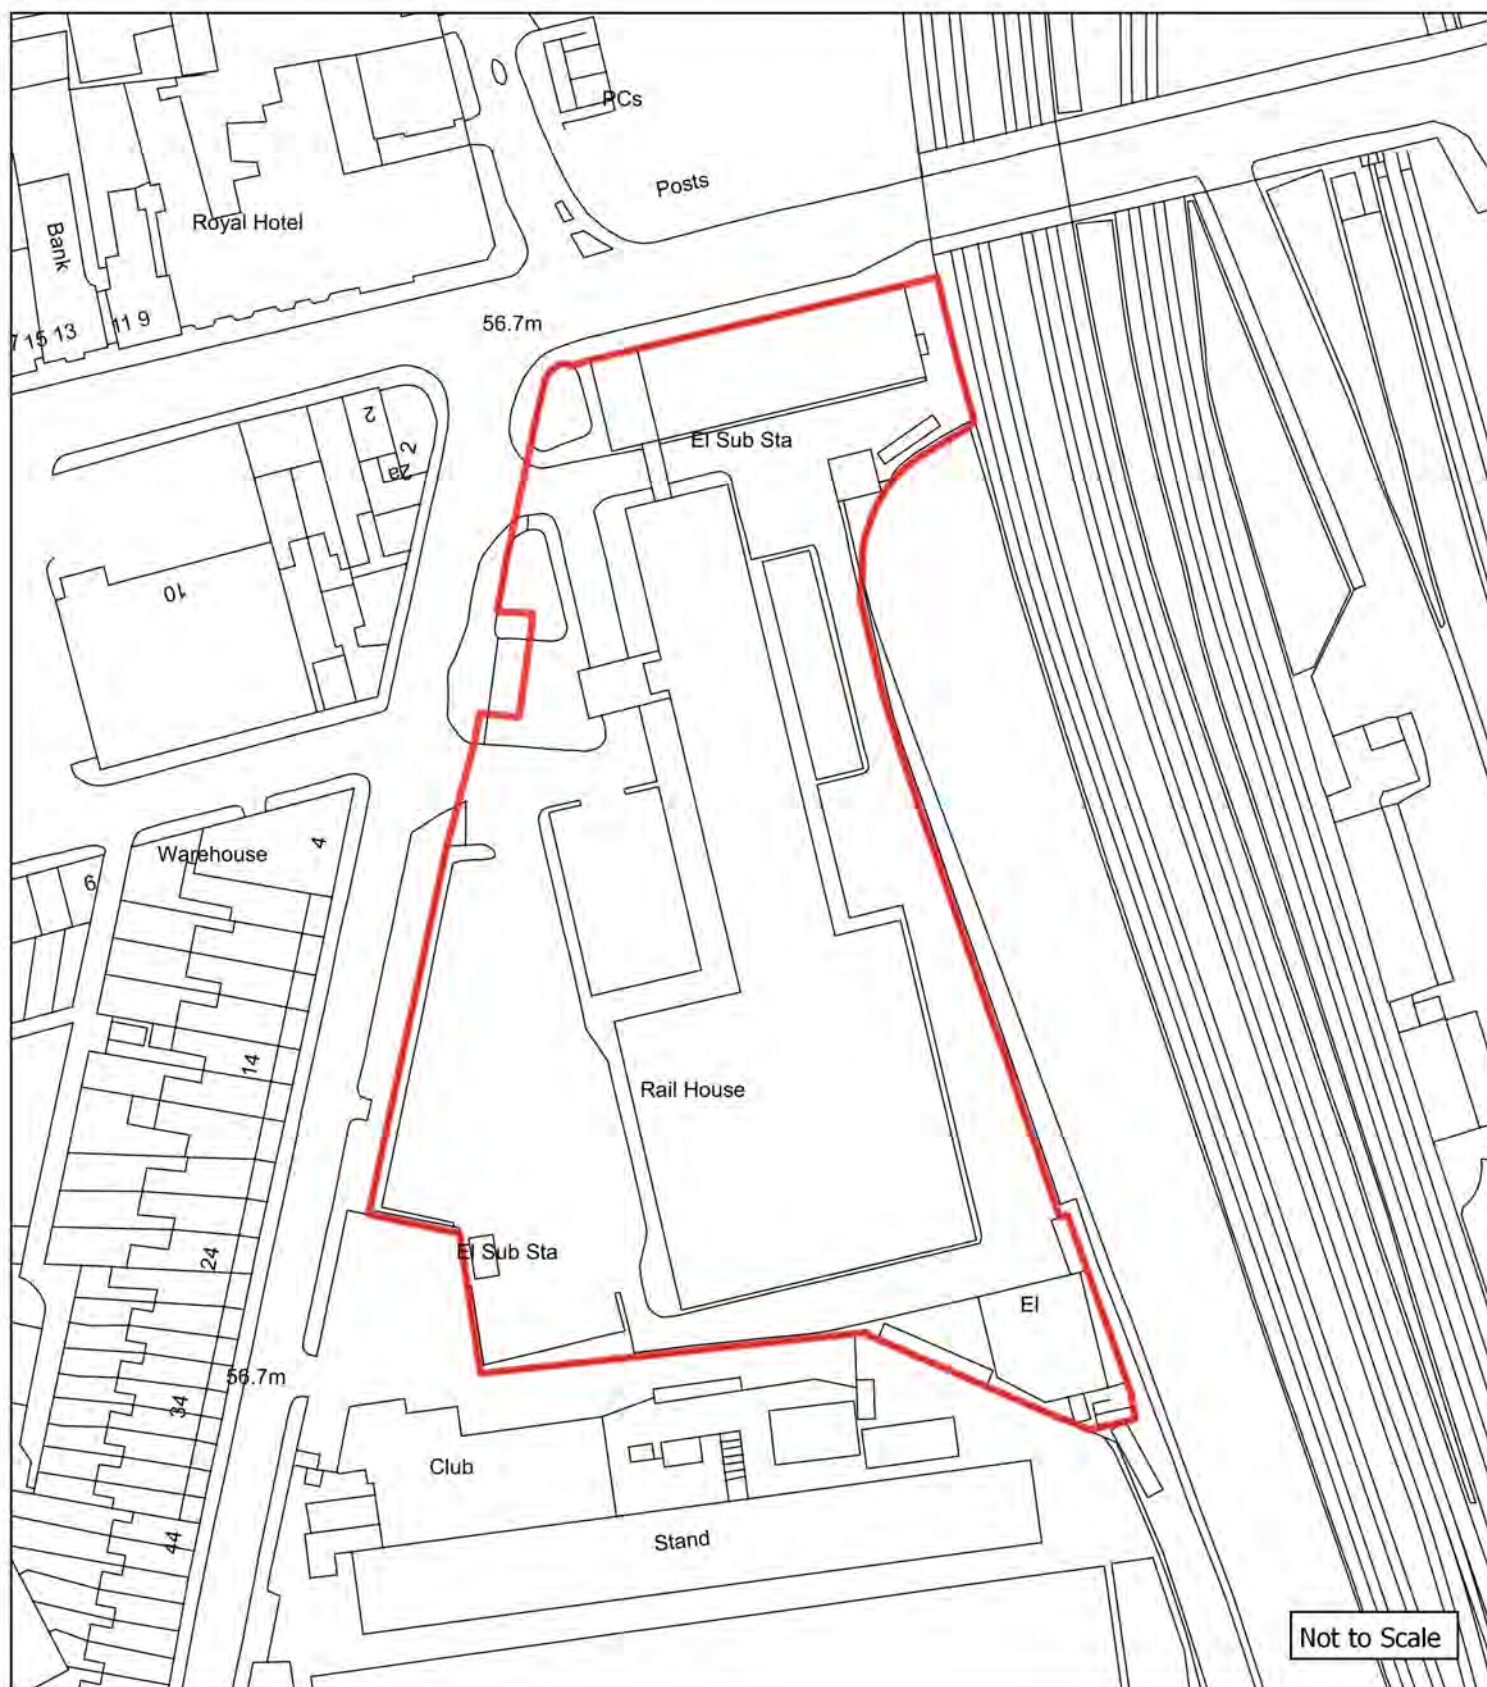 PCs
Posts
Royal Hotel
Bank
56.7m
7 15 13
11 9
2
2
2a
El Sub Sta
10
Warehouse
4
6
14
Rail House
24
El Sub Sta
El
56.7m
34
Club
44
Stand
Not to Scale